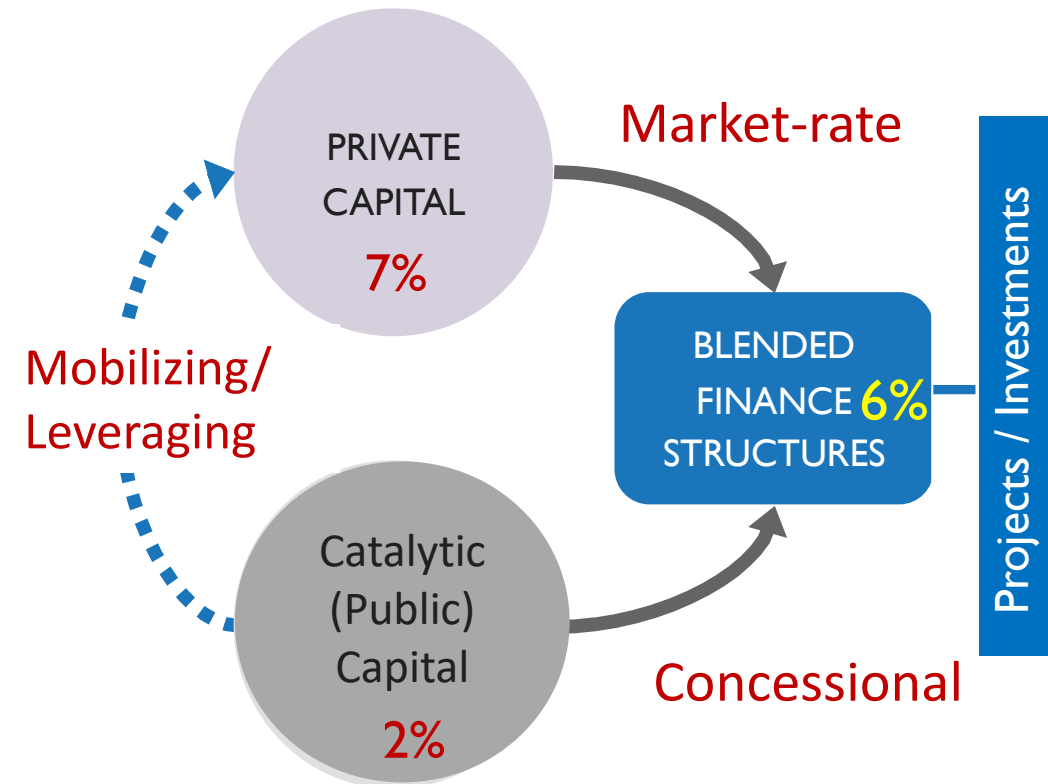 PRIVATE
CAPITAL
7%
Market-rate
Mobilizing/
Leveraging
BLENDED
FINANCE 6%
STRUCTURES
Projects / Investments
Catalytic
(Public)
Capital
2%
Concessional